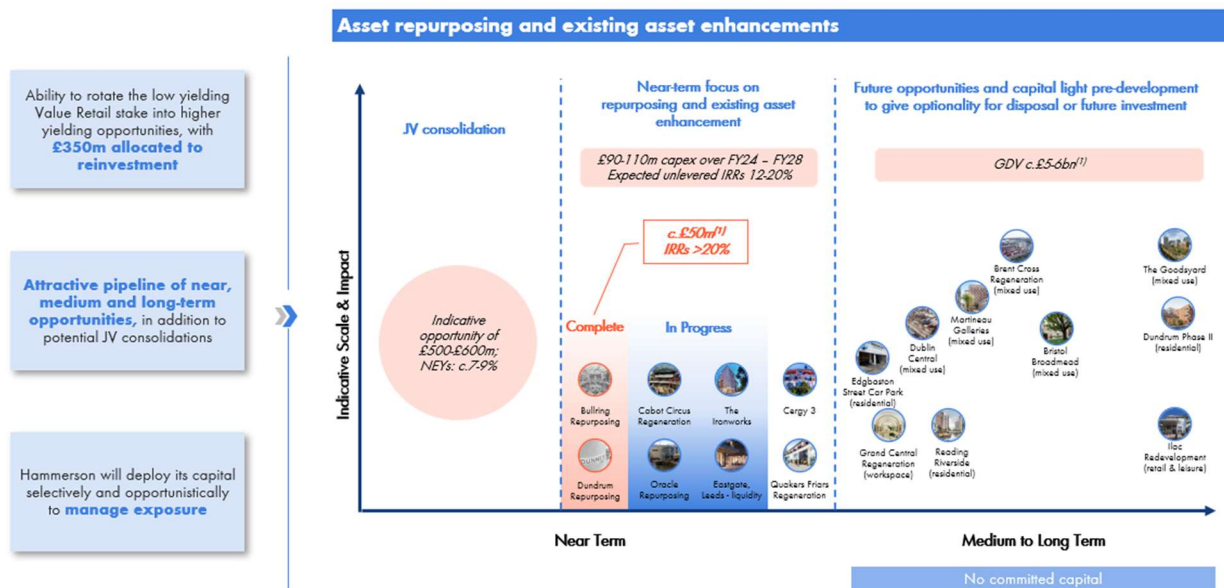 Asset repurposing and existing asset enhancements
Ability to rotate the low yielding
Value Retail stake into higher
yielding opportunities, with
£350m allocated to
reinvestment
Attractive pipeline of near,
medium and long-term
opportunities, in addition to
potential JV consolidations
Hammerson will deploy its capital
selectively and opportunistically
to manage exposure
Indicative Scale & Impact
JV consolidation
Indicative
opportunity of
£500-£600m;
NEYs: c.7-9%
Near-term focus on
repurposing and existing asset
enhancement
£90-110m capex over FY24 – FY28
Expected unlevered IRRs 12-20%
c.£50m(1)
IRRs >20%
Complete
In Progress
Bullring
Repurposing
Cabot Circus
Regeneration
The
Ironworks
Cergy 3
Dundrum
Repurposing
Oracle
Repurposing
Eastgate,
Leeds - liquidity
Quakers Friars
Regeneration
Future opportunities and capital light pre-development
to give optionality for disposal or future investment
GDV c.£5-6bn(1)
Brent Cross
Regeneration
(mixed use)
The Goodsyard
(mixed use)
Martineau
Galleries
(mixed use)
Dublin
Central
(mixed use)
Bristol
Broadmead
(mixed use)
Dundrum Phase II
(residential)
Edgbaston
Street Car Park
(residential)
Grand Central
Regeneration
(workspace)
Reading
Riverside
(residential)
Ilac
Redevelopment
(retail & leisure)
Near Term
Medium to Long Term
No committed capital